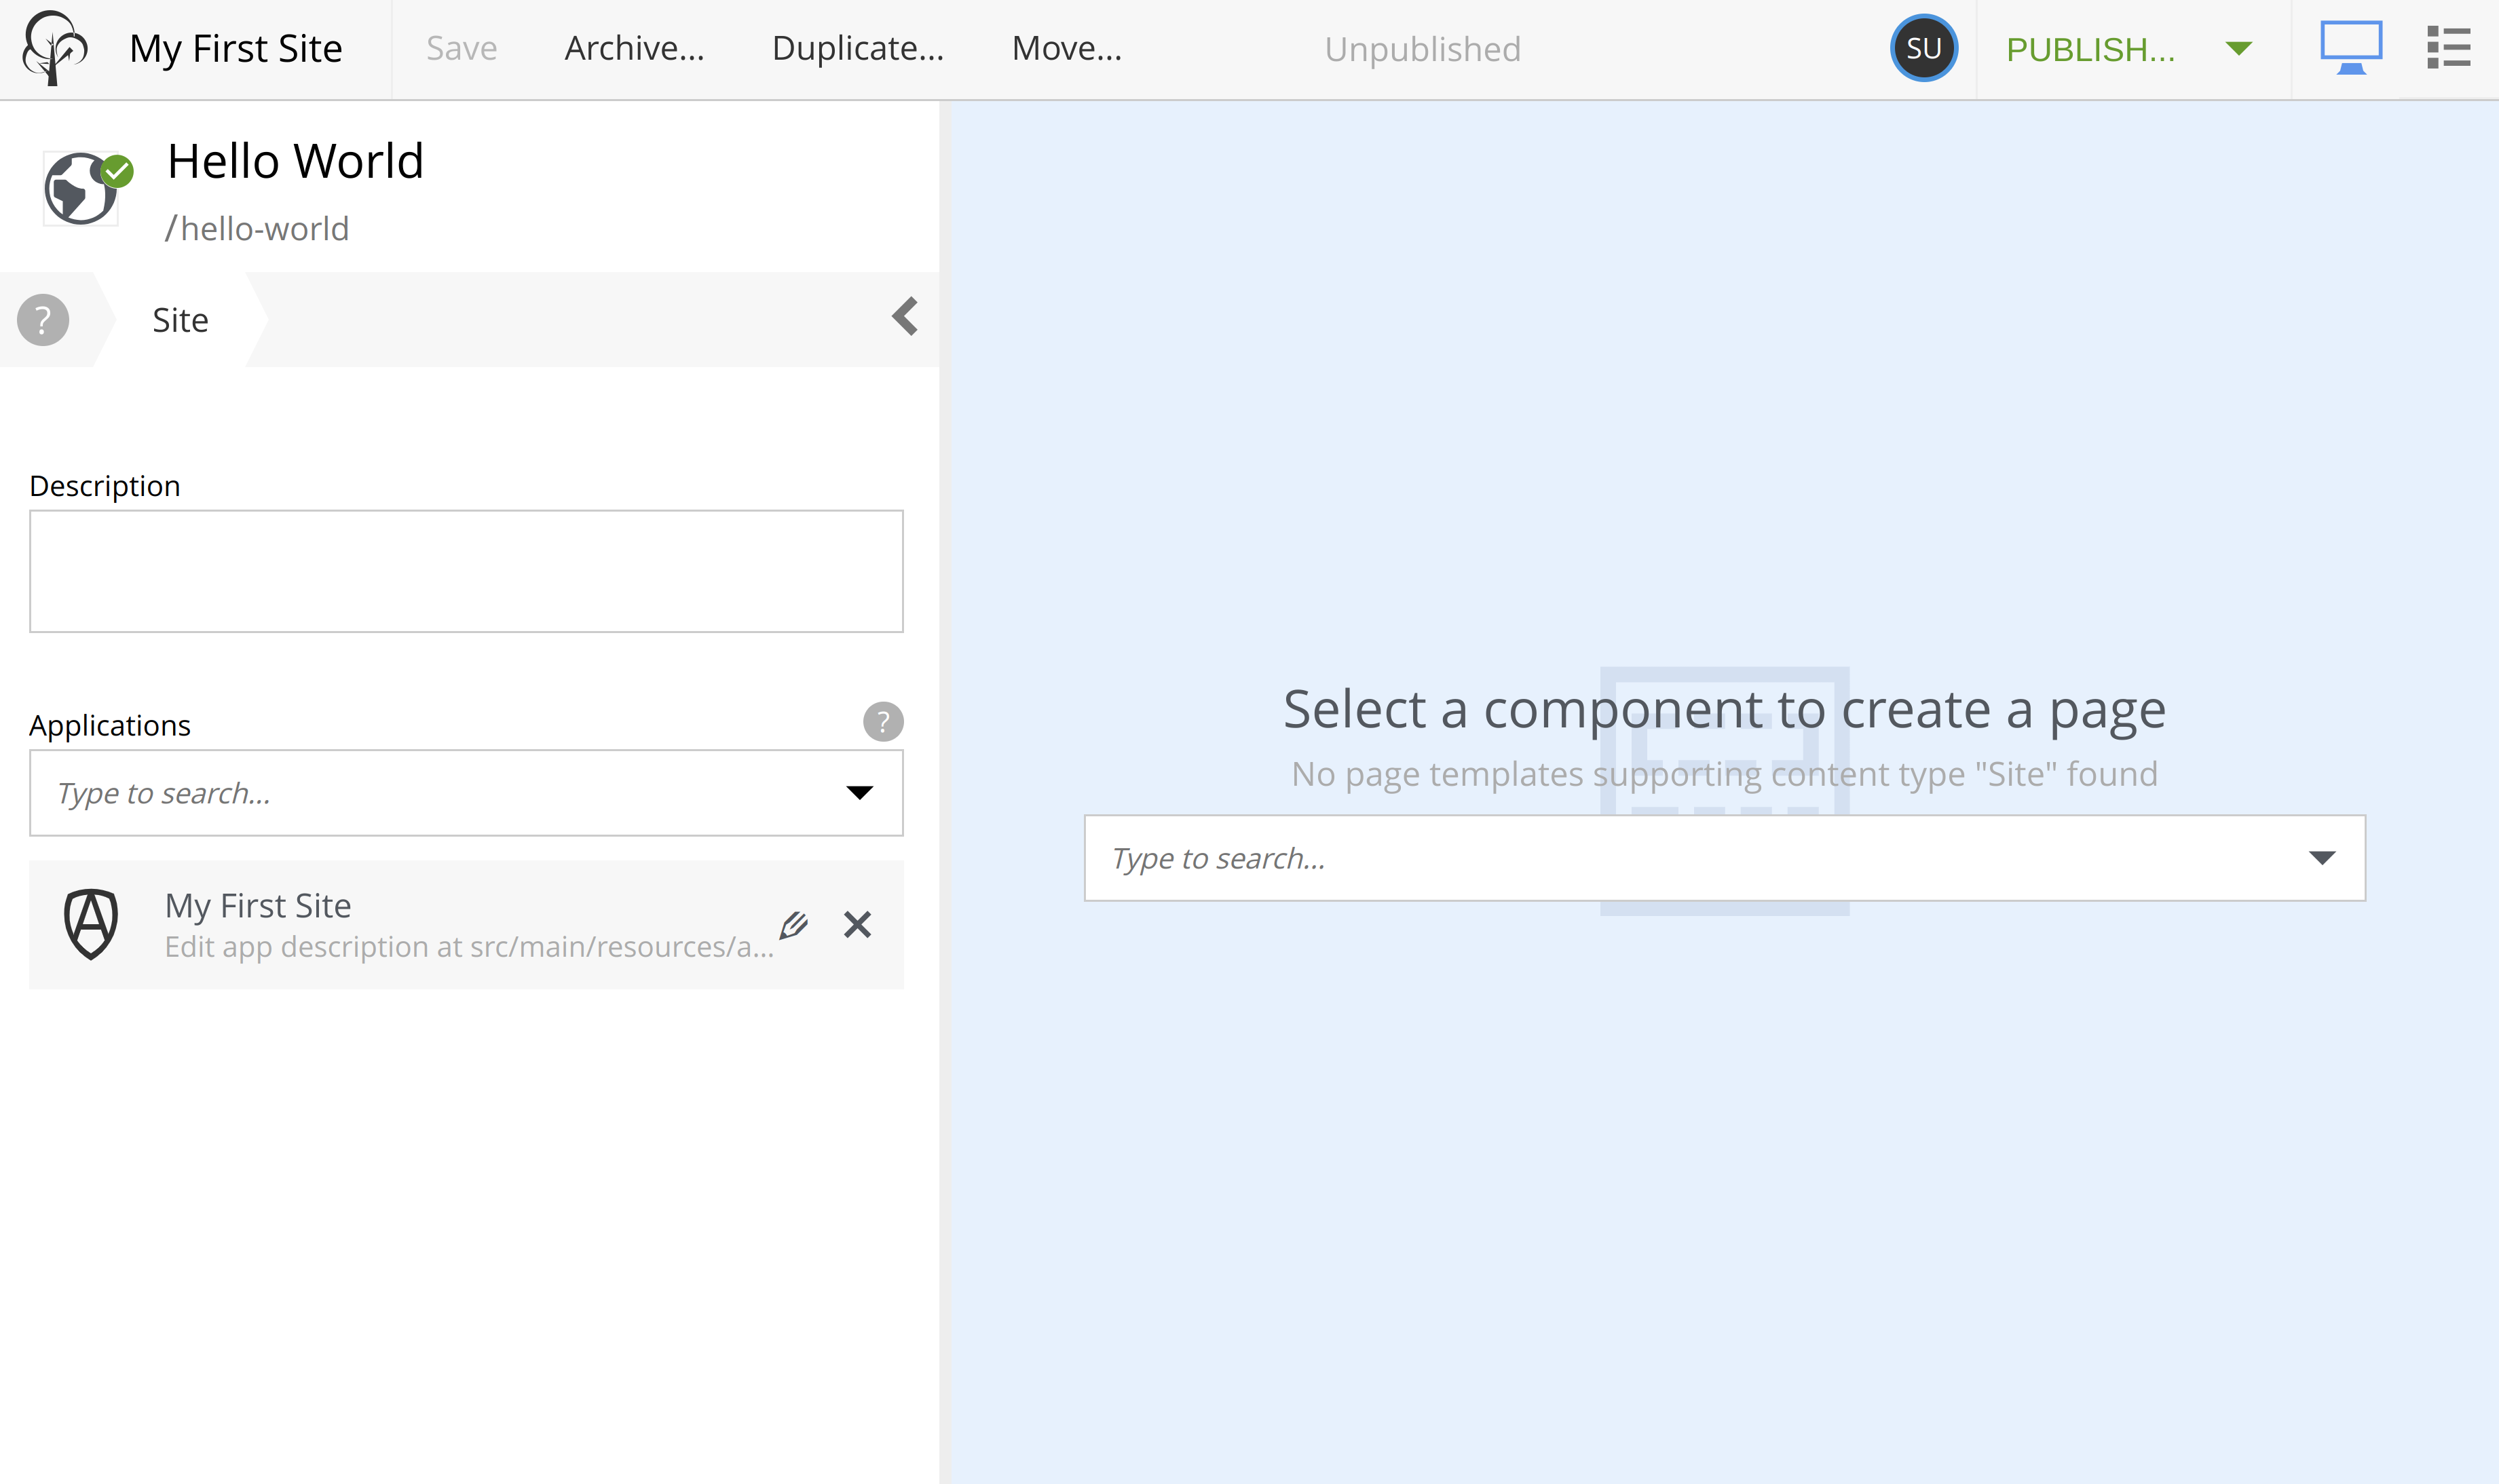 My First Site
Save
Archive...
Duplicate...
Move...
Unpublished
SU
PUBLISH...
Hello World
/hello-world
?
Site
Description
Applications
?
Type to search...
My First Site
Edit app description at src/main/resources/a...
Select a component to create a page
No page templates supporting content type "Site" found
Type to search...